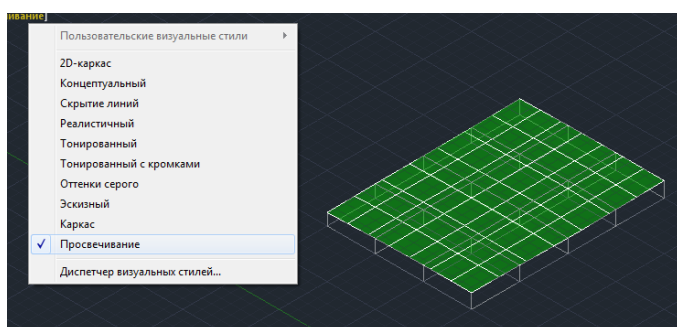 ивание]
Пользовательские визуальные стили
2D-каркас
Концептуальный
Скрытие линий
Реалистичный
Тонированный
Тонированный с кромками
Оттенки серого
Эскизный
Каркас
Просвечивание
Диспетчер визуальных стилей...